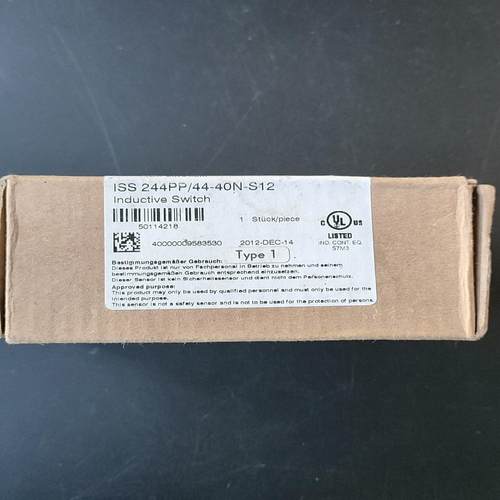 ISS 244PP/44-40N-S12
Inductive Switch
50114218
1 Stück/piece
C UL US
LISTED
IND. CONT. EQ.
57M3
40000009583530 2012-DEC-14
Type 1
Bestimmungsgemäßer Gebrauch:
Dieses Produkt ist nur von Fachpersonal in Betrieb zu nehmen und seinem
bestimmungsgemäßen Gebrauch entsprechend einzusetzen.
Dieser Sensor ist kein Sicherheitssensor und dient nicht dem Personenschutz.
Approved purpose:
This product may only be used by qualified personnel and must only be used for the
intended purpose.
This sensor is not a safety sensor and is not to be used for the protection of persons.